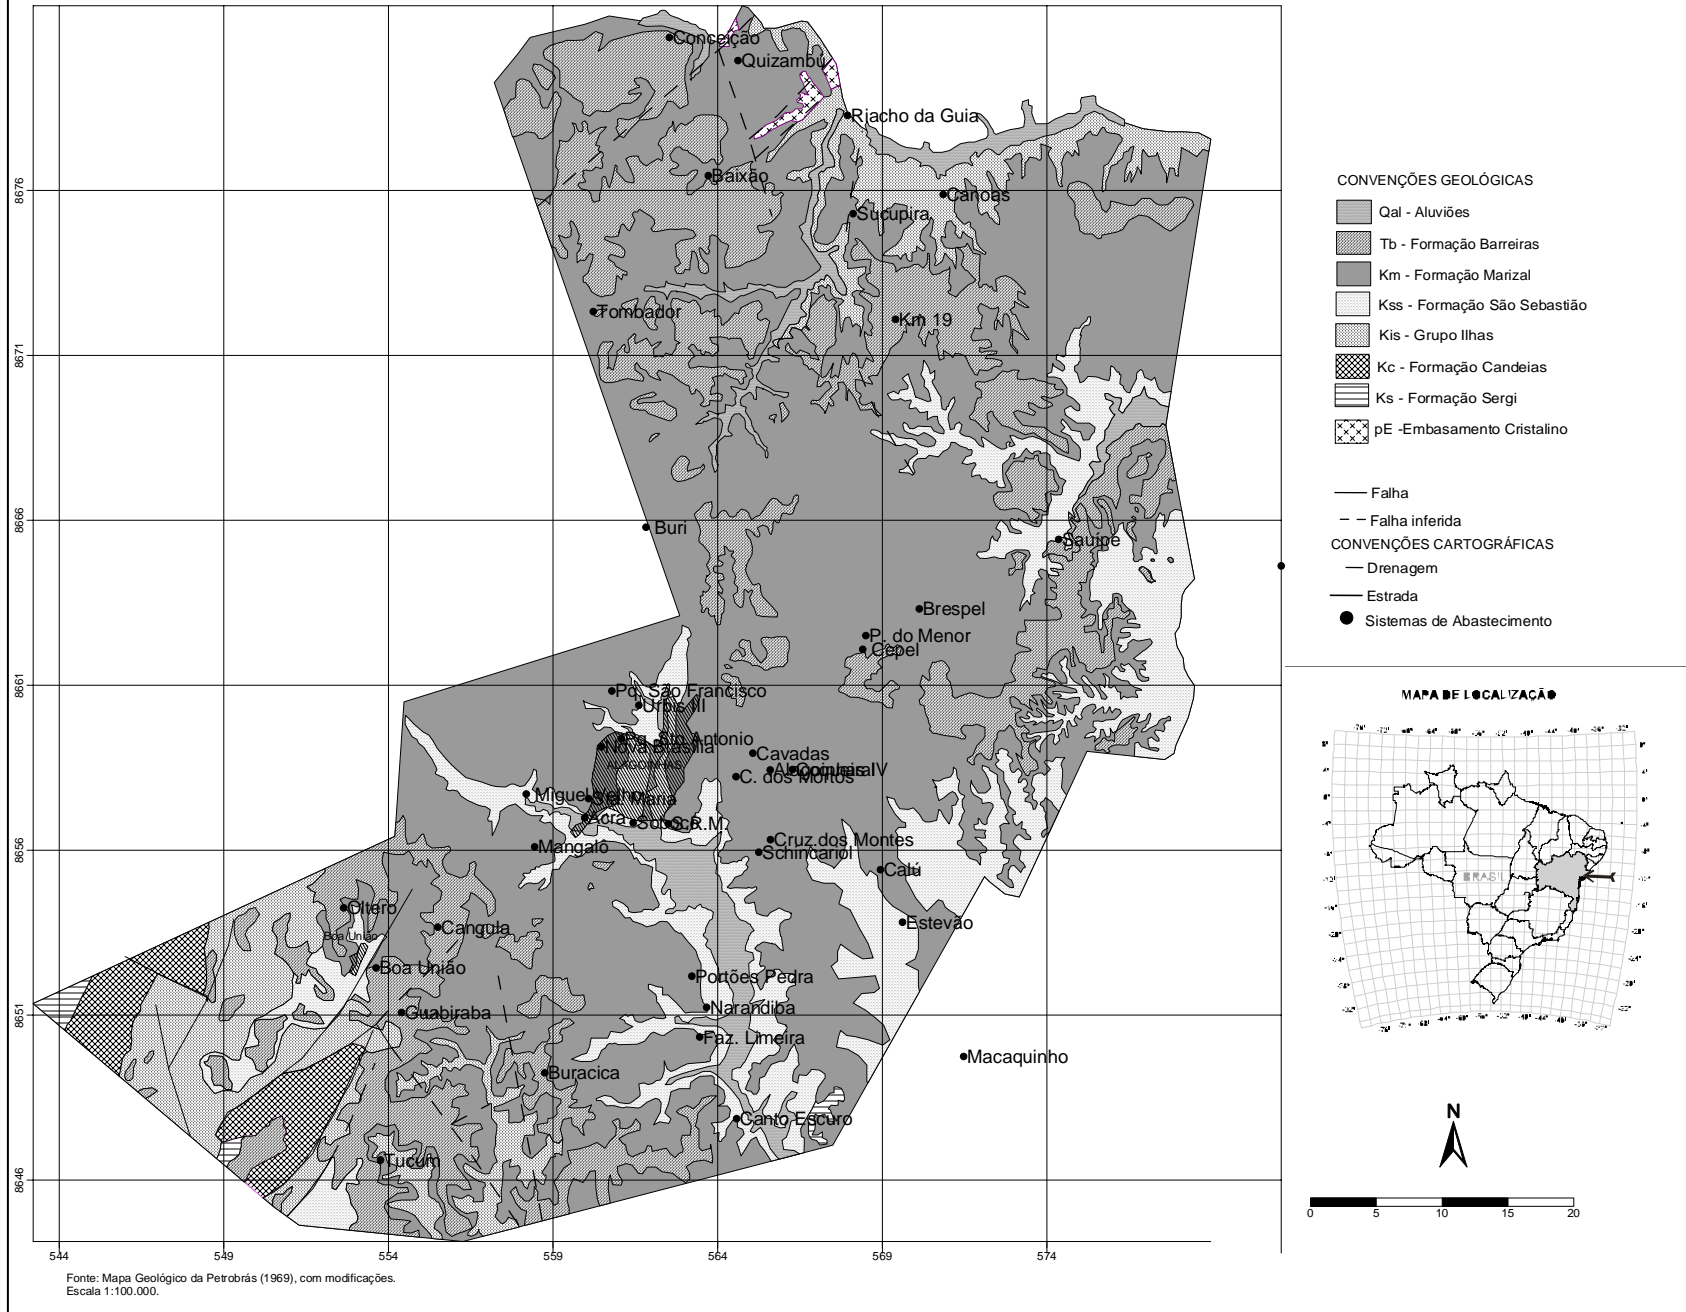 Conceição
Quizambú
Riacho da Guia
Baixão
Canoas
Sucupira
Tombador
Km 19
Buri
Sauípe
Brespel
P. do Menor
Cepel
Pq. São Francisco
Urbis III
Pq. Sto Antonio
Nova Brasília
ALAGOINHAS
Cavadas
C. dos Mortos
Miguel Velho
Sta. Maria
Acra
S.R.M.
Mangalô
Cruz dos Montes
Schincariol
Calú
Oitero
Boa União
Cangula
Estevão
Boa União
Portões Pedra
Guabiraba
Narandiba
Faz. Limeira
Macaquinho
Buracica
Canto Escuro
Tucum
8676
8671
8666
8661
8656
8651
8646
544 549 554 559 564 569 574
Fonte: Mapa Geológico da Petrobrás (1969), com modificações.
Escala 1:100.000.
CONVENÇÕES GEOLÓGICAS
Qal - Aluviões
Tb - Formação Barreiras
Km - Formação Marizal
Kss - Formação São Sebastião
Kis - Grupo Ilhas
Kc - Formação Candeias
Ks - Formação Sergi
pE -Embasamento Cristalino
Falha
Falha inferida
CONVENÇÕES CARTOGRÁFICAS
Drenagem
Estrada
Sistemas de Abastecimento
MAPA DE LOCALIZAÇÃO
BRASIL
N
0 5 10 15 20